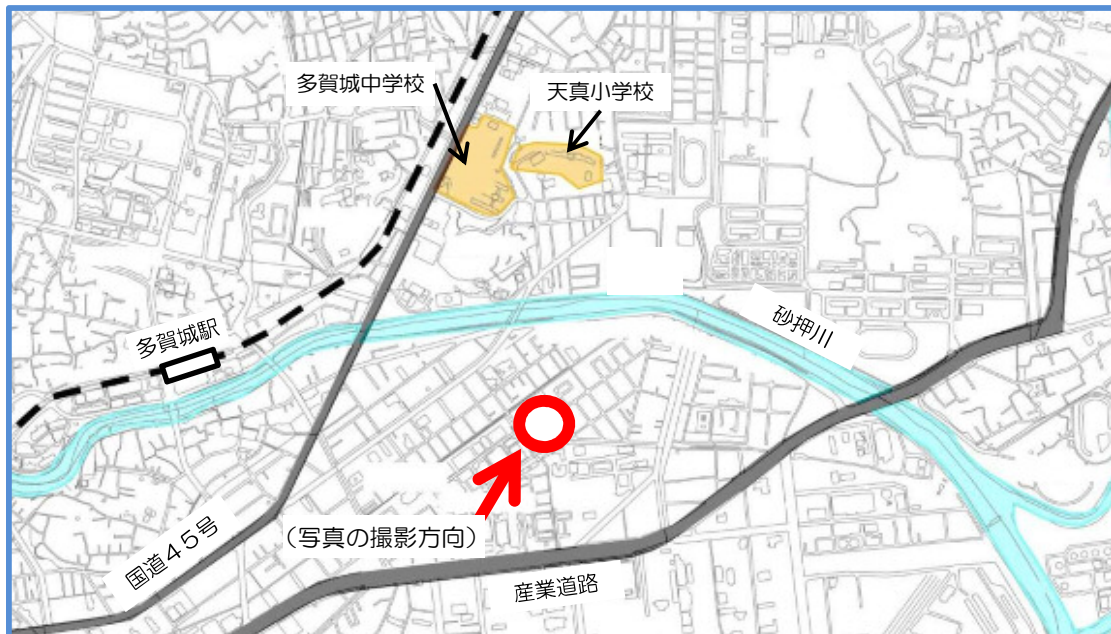 多賀城中学校
天真小学校
砂押川
多賀城駅
国道４５号
（写真の撮影方向）
産業道路